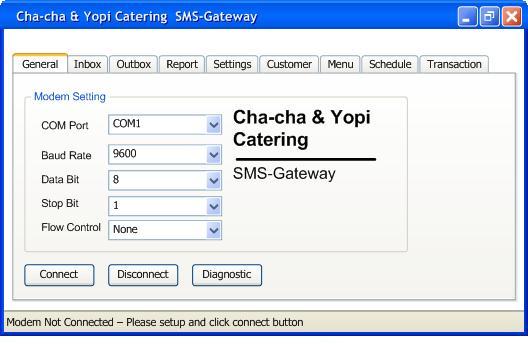 Cha-cha & Yopi Catering SMS-Gateway
General Inbox Outbox Report Settings Customer Menu Schedule Transaction
Modem Setting
COM Port COM1
Baud Rate 9600
Data Bit 8
Stop Bit 1
Flow Control None
Cha-cha & Yopi
Catering
SMS-Gateway
Connect Disconnect Diagnostic
Modem Not Connected – Please setup and click connect button